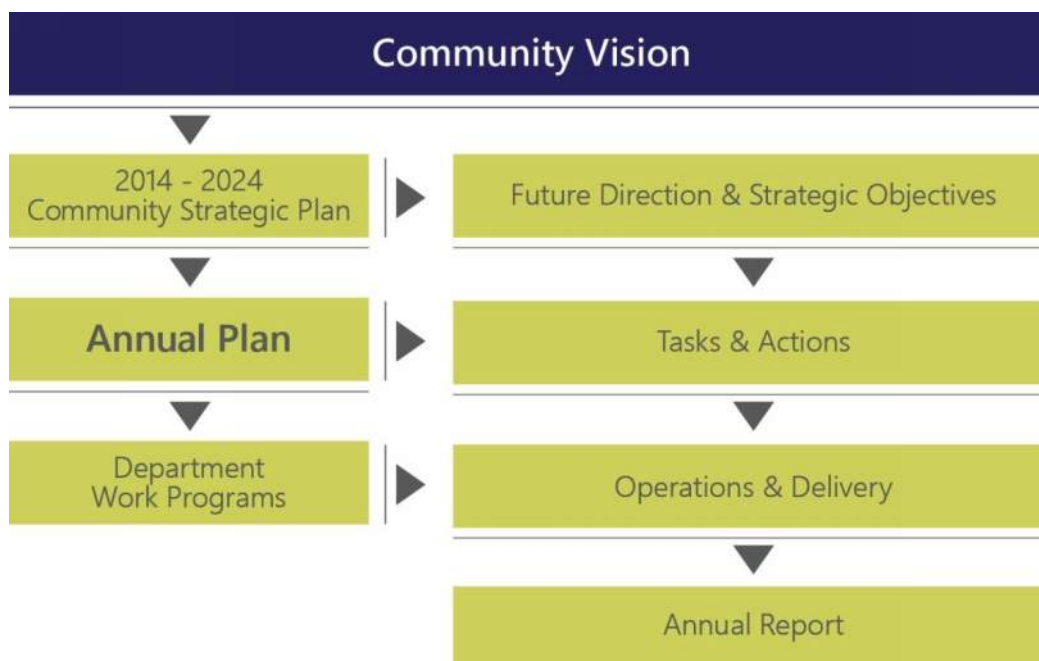 Community Vision
2014 - 2024
Community Strategic Plan
Future Direction & Strategic Objectives
Annual Plan
Tasks & Actions
Department
Work Programs
Operations & Delivery
Annual Report